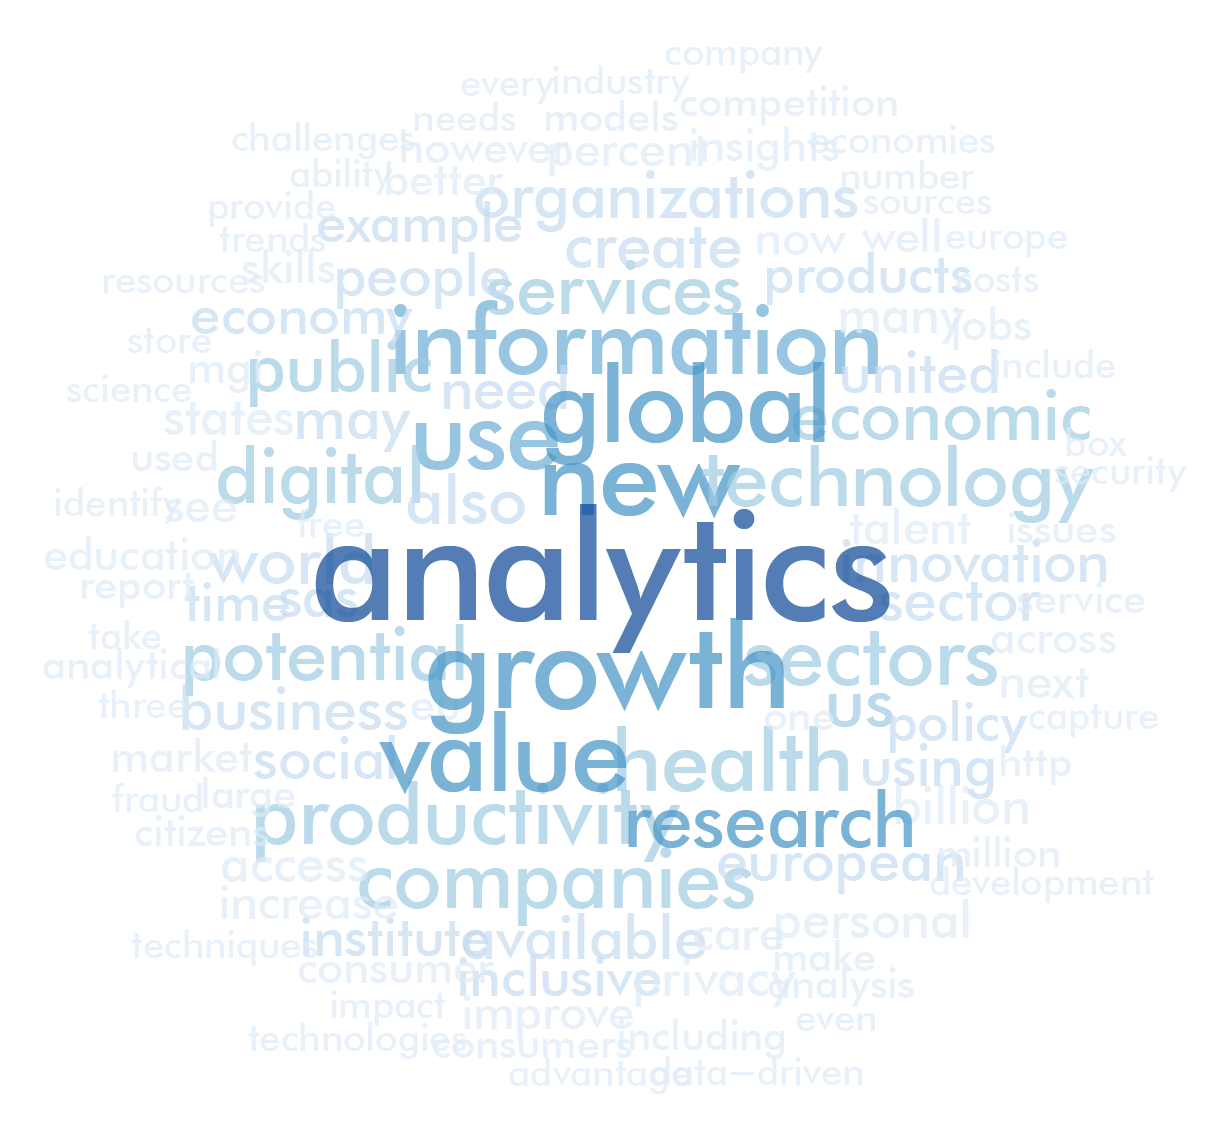 company
every industry
needs models competition
challenges however percent insights economies
ability better organizations number
provide example sources
trends create now well europe
resources skills people services products costs
economy information many jobs
store public global united include
science mgi need
states may use economic box
used digital new technology security
identify see also
free analytics talent issues
education world innovation
report time sas sector service
take potential growth sectors across
analytical next
three business eu one us policy capture
market social value health using http
fraud large billion
citizens productivity research
access companies european million
increase development
techniques institute available care personal
consumer inclusive privacy make analysis
impact improve even
technologies consumers including
advantage data-driven